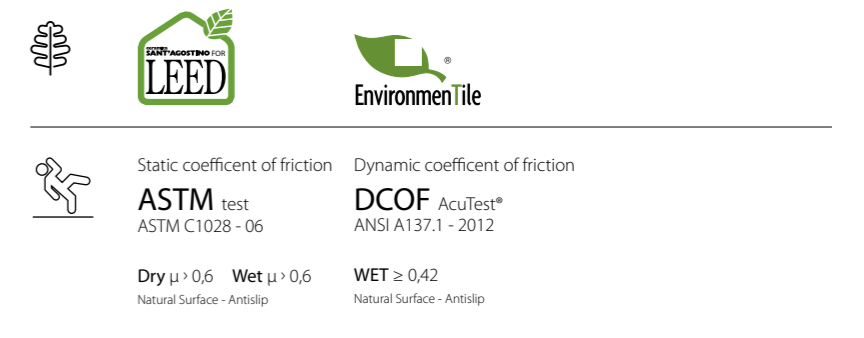 ceramica
SANT'AGOSTINO FOR
LEED
®
EnvironmenTile
Static coefficent of friction
ASTM test
ASTM C1028 - 06
Dry µ › 0,6 Wet µ › 0,6
Natural Surface - Antislip
Dynamic coefficent of friction
DCOF AcuTest®
ANSI A137.1 - 2012
WET ≥ 0,42
Natural Surface - Antislip